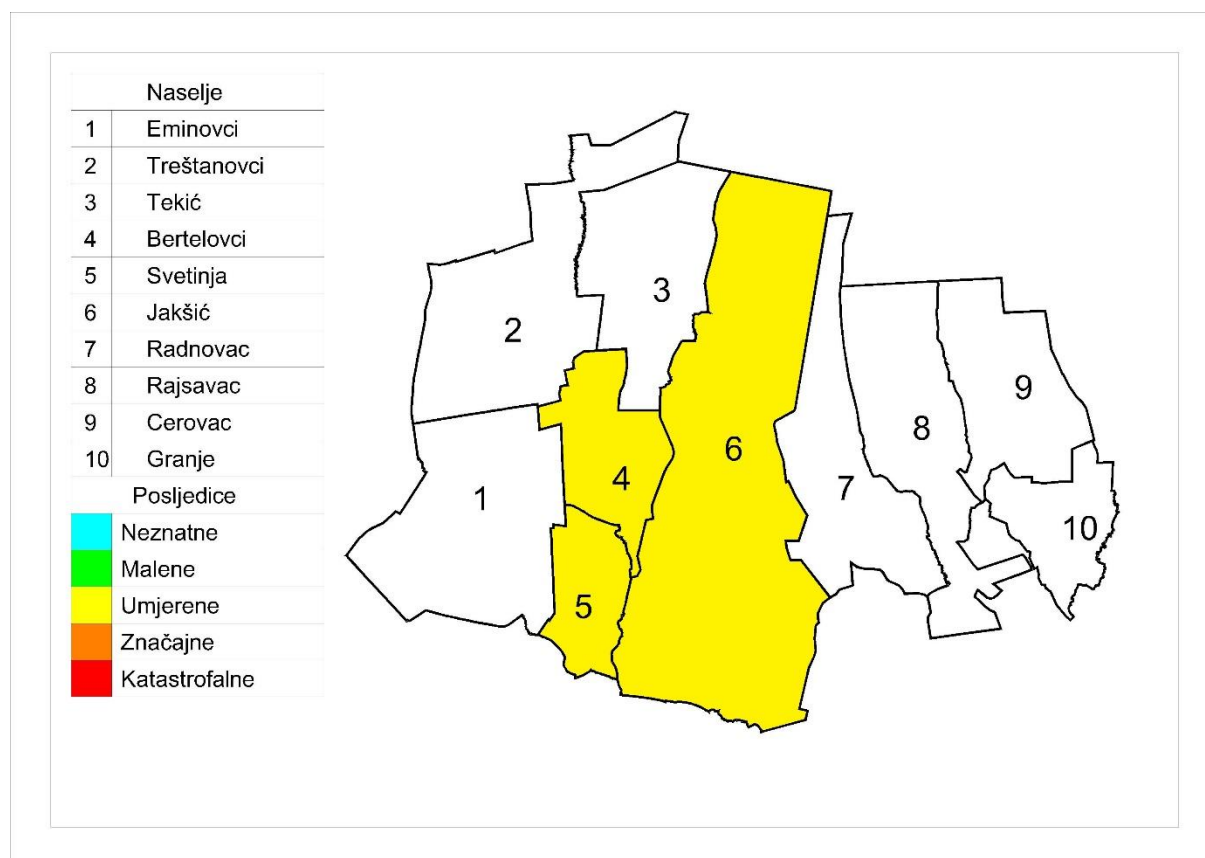 Naselje
1 Eminovci
2 Treštanovci
3 Tekić
4 Bertelovci
5 Svetinja
6 Jakšić
7 Radnovac
8 Rajsavac
9 Cerovac
10 Granje
Posljedice
Neznatne
Malene
Umjerene
Značajne
Katastrofalne
3
2
9
8
6
4
7
1
10
5